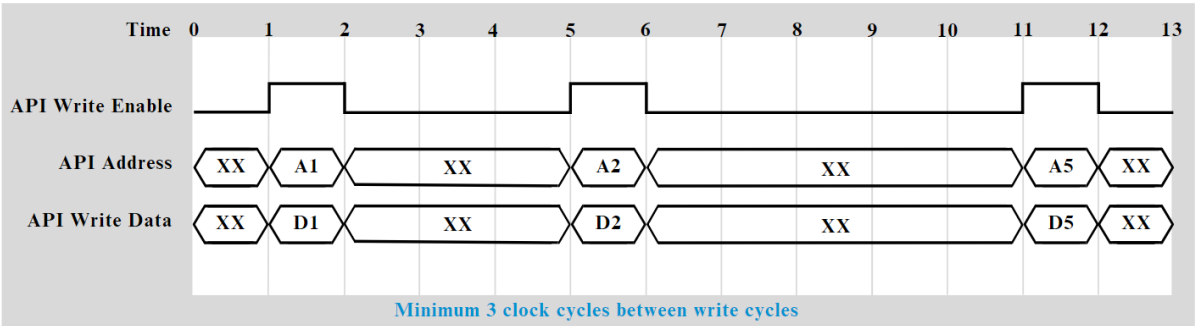 Time 0 1 2 3 4 5 6 7 8 9 10 11 12 13
API Write Enable
API Address XX A1 XX A2 XX A5 XX
API Write Data XX D1 XX D2 XX D5 XX
Minimum 3 clock cycles between write cycles